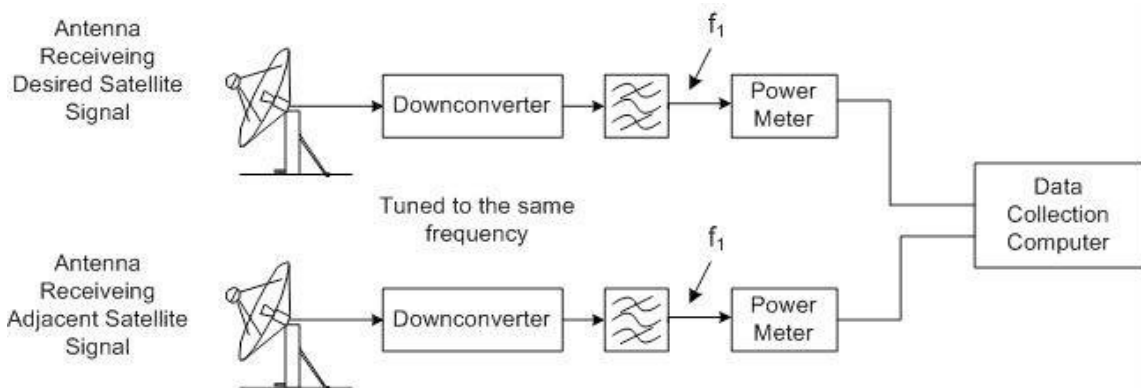 Antenna
Receiveing
Desired Satellite
Signal
Downconverter
f1
Power
Meter
Tuned to the same
frequency
Data
Collection
Computer
Antenna
Receiveing
Adjacent Satellite
Signal
Downconverter
f1
Power
Meter